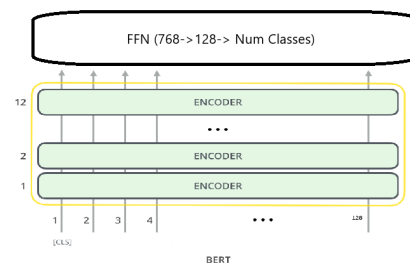 FFN (768->128-> Num Classes)
12 ENCODER
...
2 ENCODER
1 ENCODER
1 2 3 4 ... 128
[CLS]
BERT